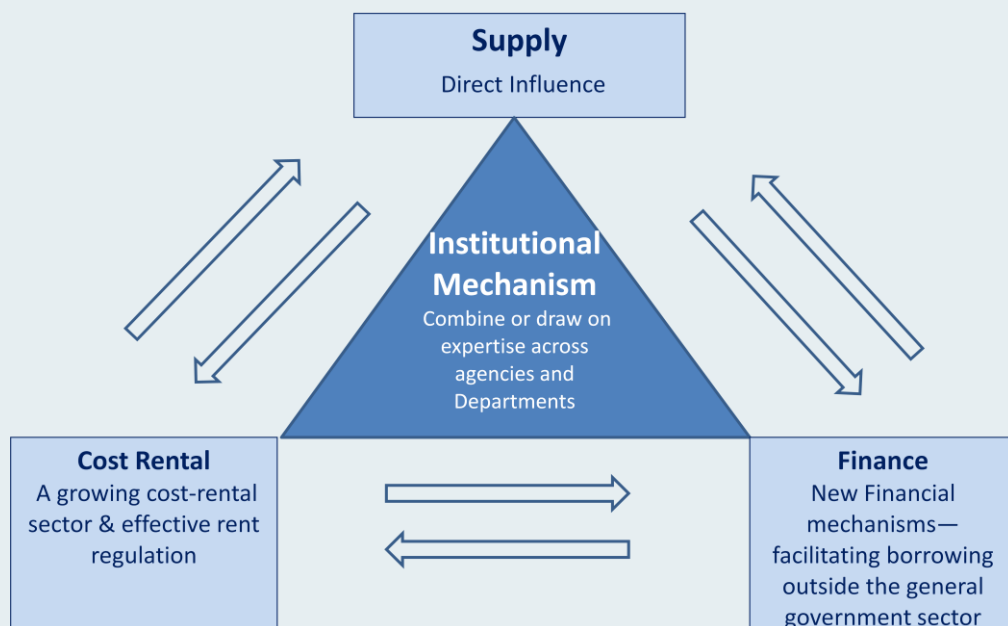 Supply
Direct Influence
Institutional
Mechanism
Combine or draw on
expertise across
agencies and
Departments
Cost Rental
A growing cost-rental
sector & effective rent
regulation
Finance
New Financial
mechanisms—
facilitating borrowing
outside the general
government sector